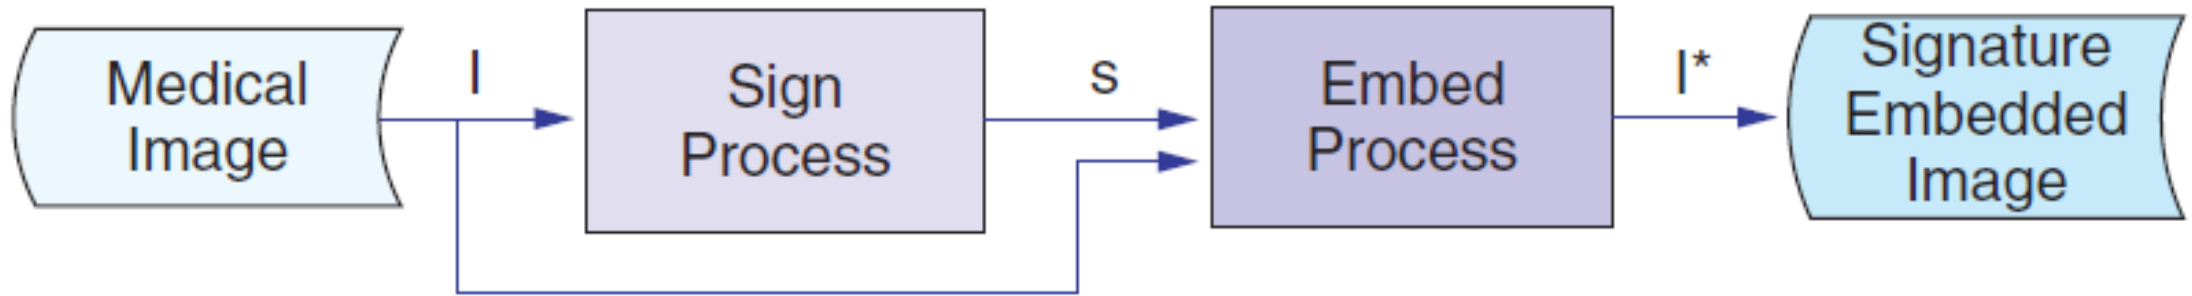 Medical
Image
I
Sign
Process
s
Embed
Process
I*
Signature
Embedded
Image